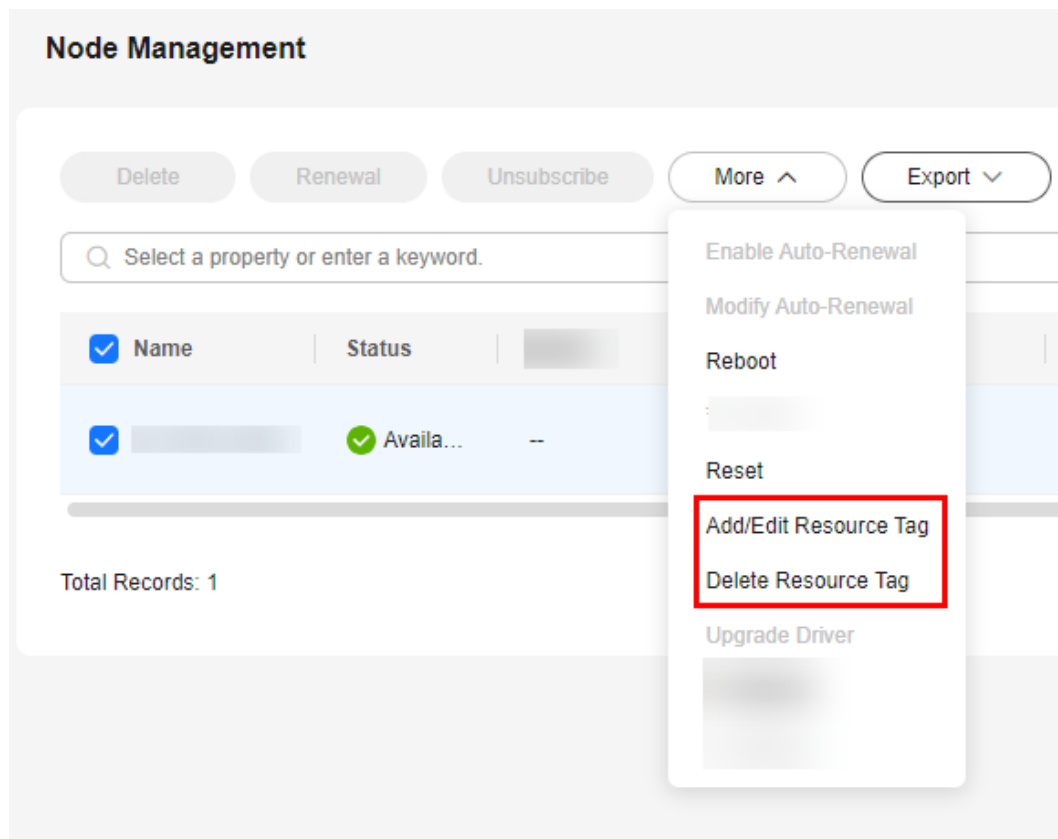 Node Management
Delete Renewal Unsubscribe More Export
Select a property or enter a keyword.
Enable Auto-Renewal
Modify Auto-Renewal
Name Status
Reboot
Availa... --
Reset
Add/Edit Resource Tag
Total Records: 1
Delete Resource Tag
Upgrade Driver